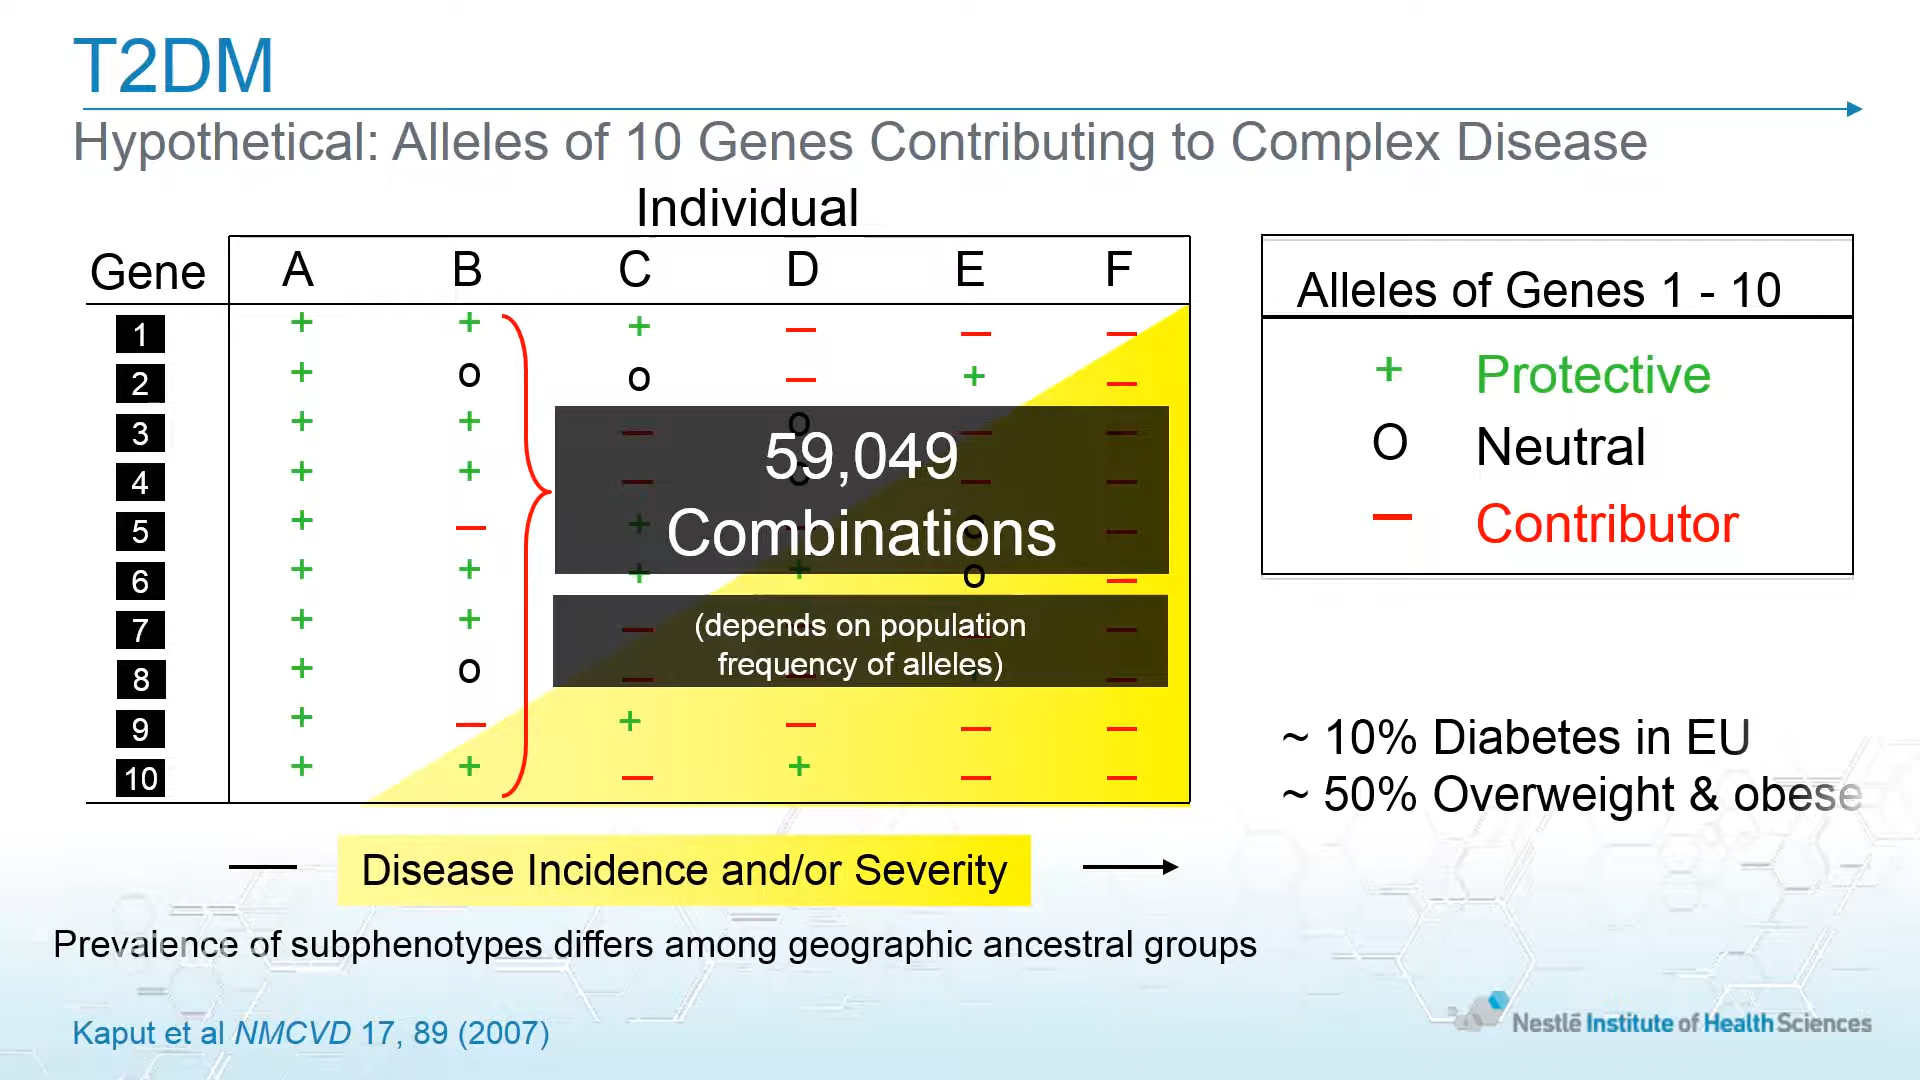 T2DM
Hypothetical: Alleles of 10 Genes Contributing to Complex Disease
Individual
Gene A B C D E F
1 + + + — — —
2 + o o — + —
3 + + — o — —
4 + + — o — —
5 + — + — o —
6 + + + + o —
7 + + — — — —
8 + o — — + —
9 + — + — — —
10 + + — + — —
59,049
Combinations
(depends on population
frequency of alleles)
Alleles of Genes 1 - 10
+ Protective
O Neutral
— Contributor
~ 10% Diabetes in EU
~ 50% Overweight & obese
Disease Incidence and/or Severity
Prevalence of subphenotypes differs among geographic ancestral groups
Kaput et al NMCVD 17, 89 (2007)
Nestlé Institute of Health Sciences